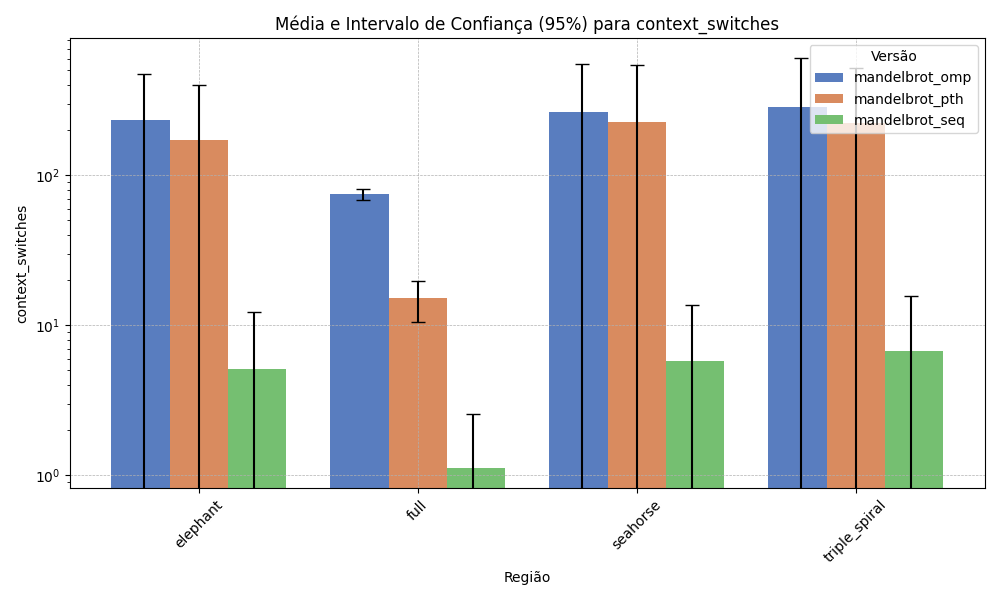 Média e Intervalo de Confiança (95%) para context_switches
Versão
mandelbrot_omp
mandelbrot_pth
mandelbrot_seq
context_switches
10²
10¹
10⁰
elephant
full
seahorse
triple_spiral
Região